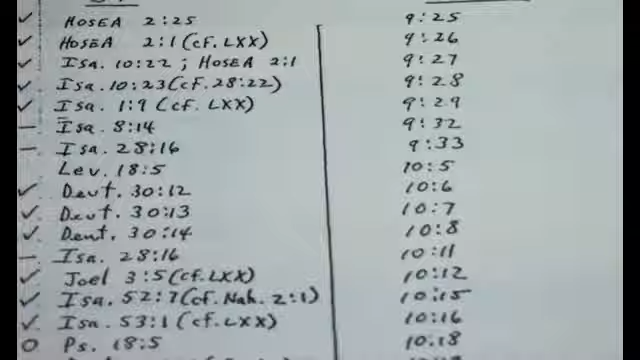 ✓ HOSEA 2:25 9:25
✓ HOSEA 2:1 (cf. LXX) 9:26
✓ Isa. 10:22 ; HOSEA 2:1 9:27
✓ Isa. 10:23 (cf. 28:22) 9:28
✓ Isa. 1:9 (cf. LXX) 9:29
— Isa. 8:14 9:32
— Isa. 28:16 9:33
Lev. 18:5 10:5
✓ Deut. 30:12 10:6
✓ Deut. 30:13 10:7
✓ Deut. 30:14 10:8
— Isa. 28:16 10:11
✓ Joel 3:5 (cf. LXX) 10:12
✓ Isa. 52:7 (cf. Nah. 2:1) 10:15
✓ Isa. 53:1 (cf. LXX) 10:16
O Ps. 18:5 10:18